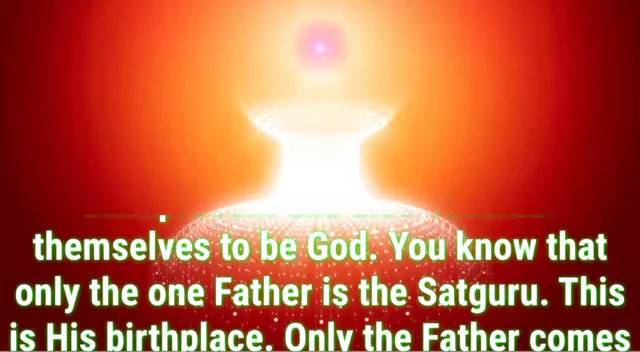 themselves to be God. You know that
only the one Father is the Satguru. This
is His birthplace. Only the Father comes